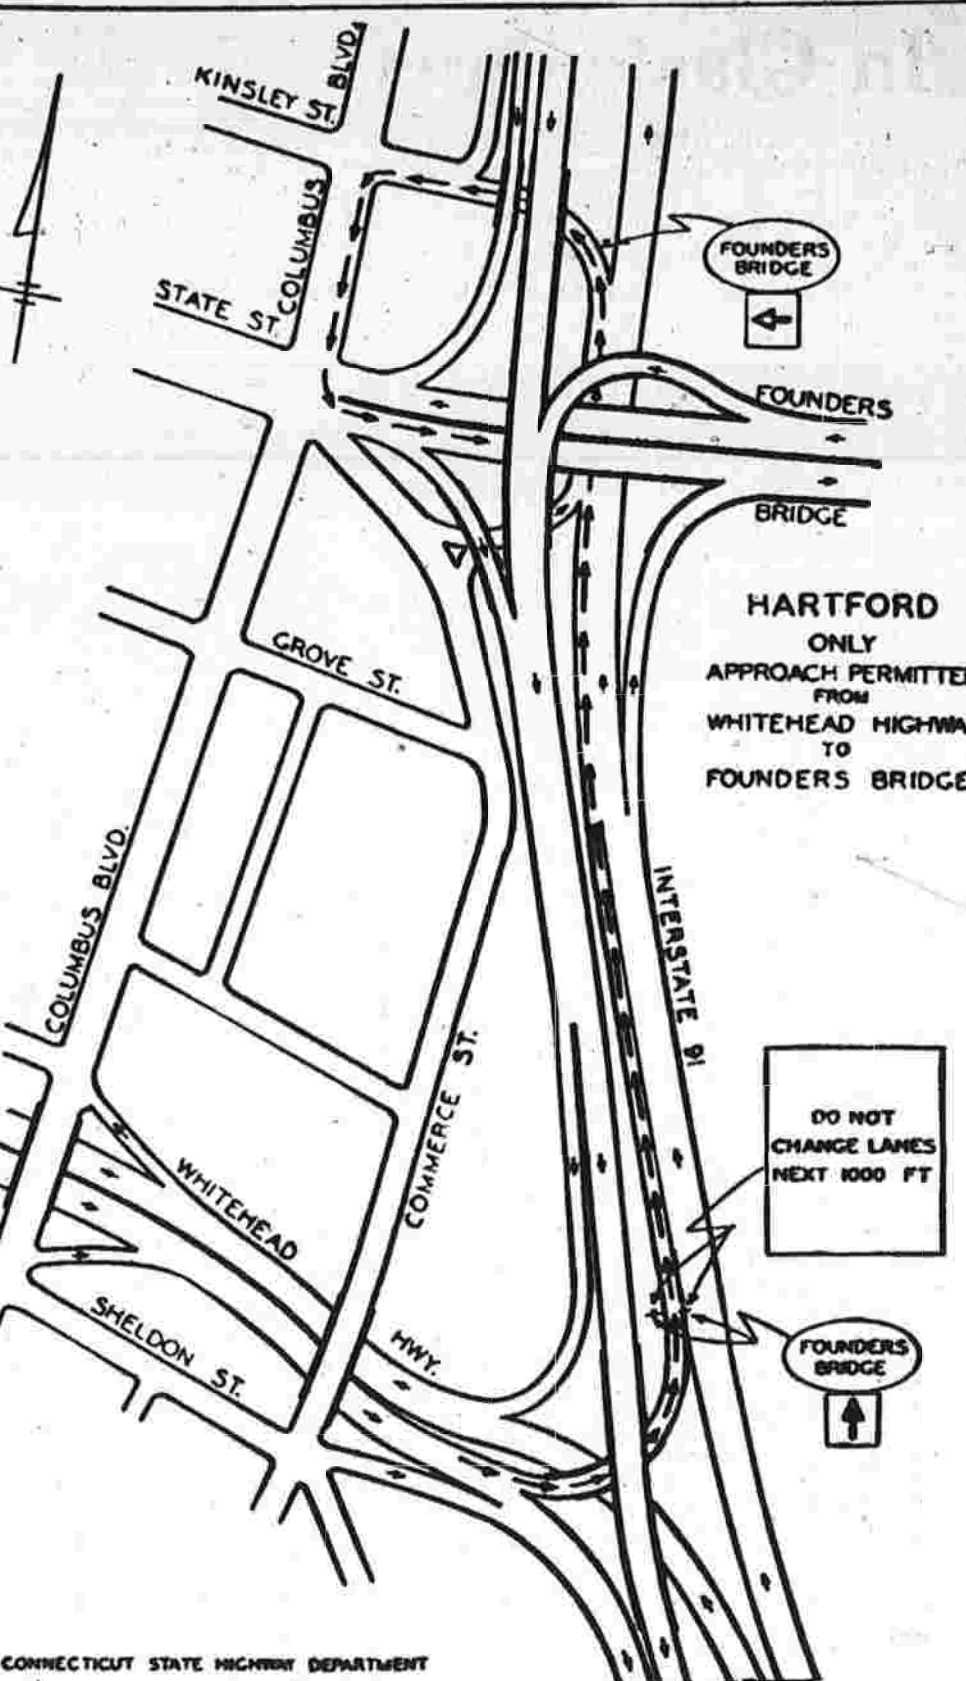 KINSLEY ST.
BLVD.
COLUMBUS
STATE ST.
FOUNDERS
BRIDGE
FOUNDERS
BRIDGE
HARTFORD
ONLY
APPROACH PERMITTE
FROM
WHITEHEAD HIGHWA
TO
FOUNDERS BRIDGE
GROVE ST.
COLUMBUS BLVD.
INTERSTATE 91
COMMERCE ST.
DO NOT
CHANGE LANES
NEXT 1000 FT
WHITEHEAD
HWY.
SHELDON ST.
FOUNDERS
BRIDGE
CONNECTICUT STATE HIGHWAY DEPARTMENT